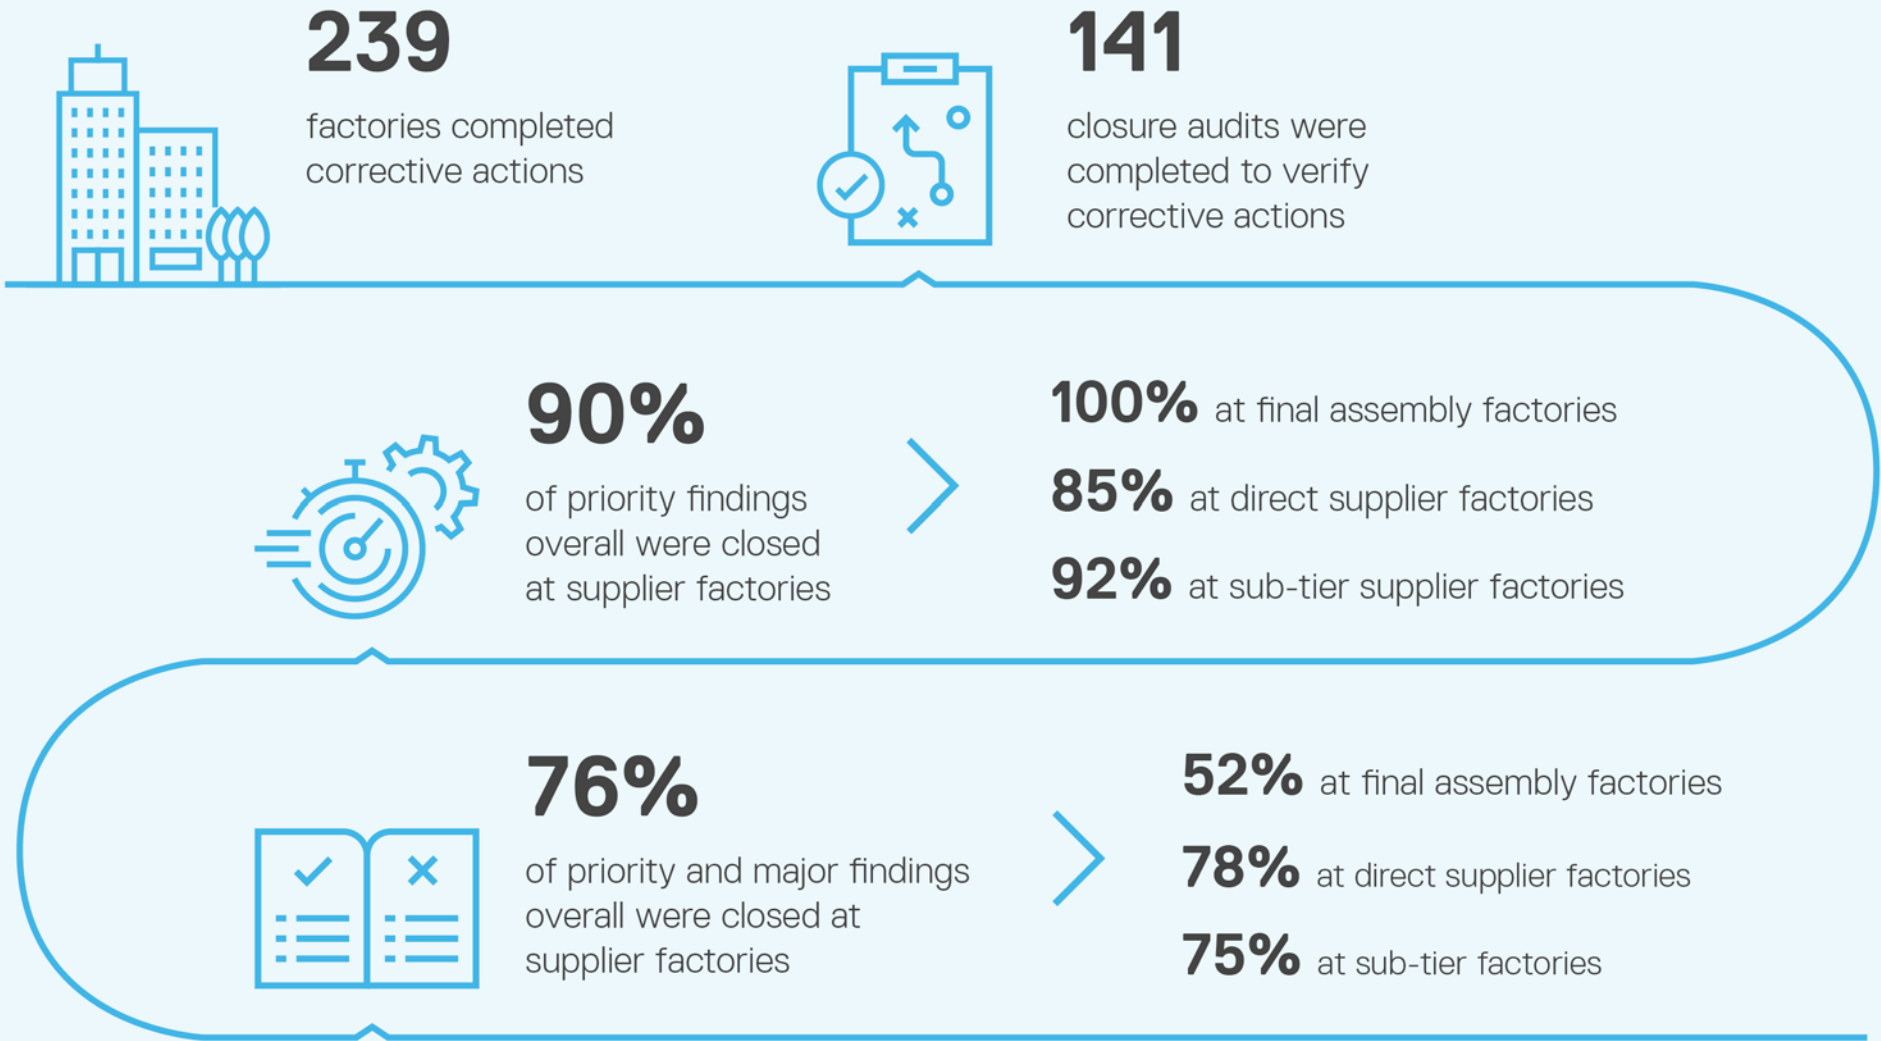 239
factories completed
corrective actions
141
closure audits were
completed to verify
corrective actions
90%
of priority findings
overall were closed
at supplier factories
100% at final assembly factories
85% at direct supplier factories
92% at sub-tier supplier factories
76%
of priority and major findings
overall were closed at
supplier factories
52% at final assembly factories
78% at direct supplier factories
75% at sub-tier factories